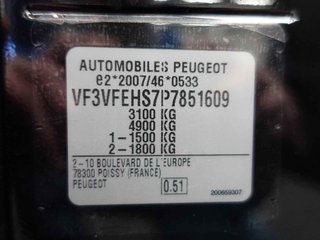 AUTOMOBILES PEUGEOT
e2*2007/46*0533
VF3VFEHS7P7851609
3100 KG
4900 KG
1-1500 KG
2-1800 KG
2-10 BOULEVARD DE L'EUROPE
78300 POISSY (FRANCE)
PEUGEOT 0.51
200659307